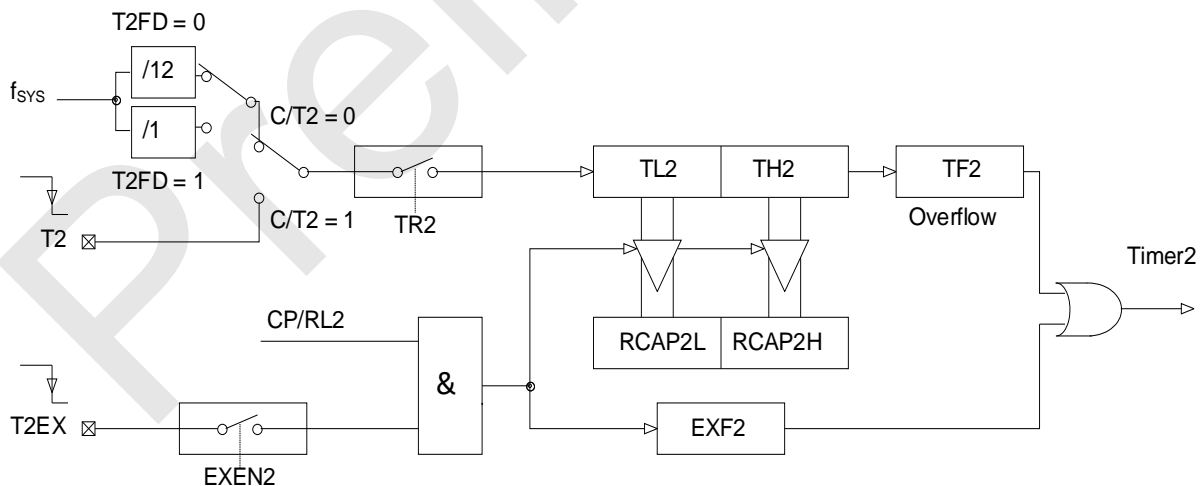 T2FD = 0
/12
fSYS
C/T2 = 0
/1
T2FD = 1
TL2
TH2
TF2
C/T2 = 1
TR2
Overflow
T2
Timer2
CP/RL2
RCAP2L
RCAP2H
&
T2EX
EXF2
EXEN2